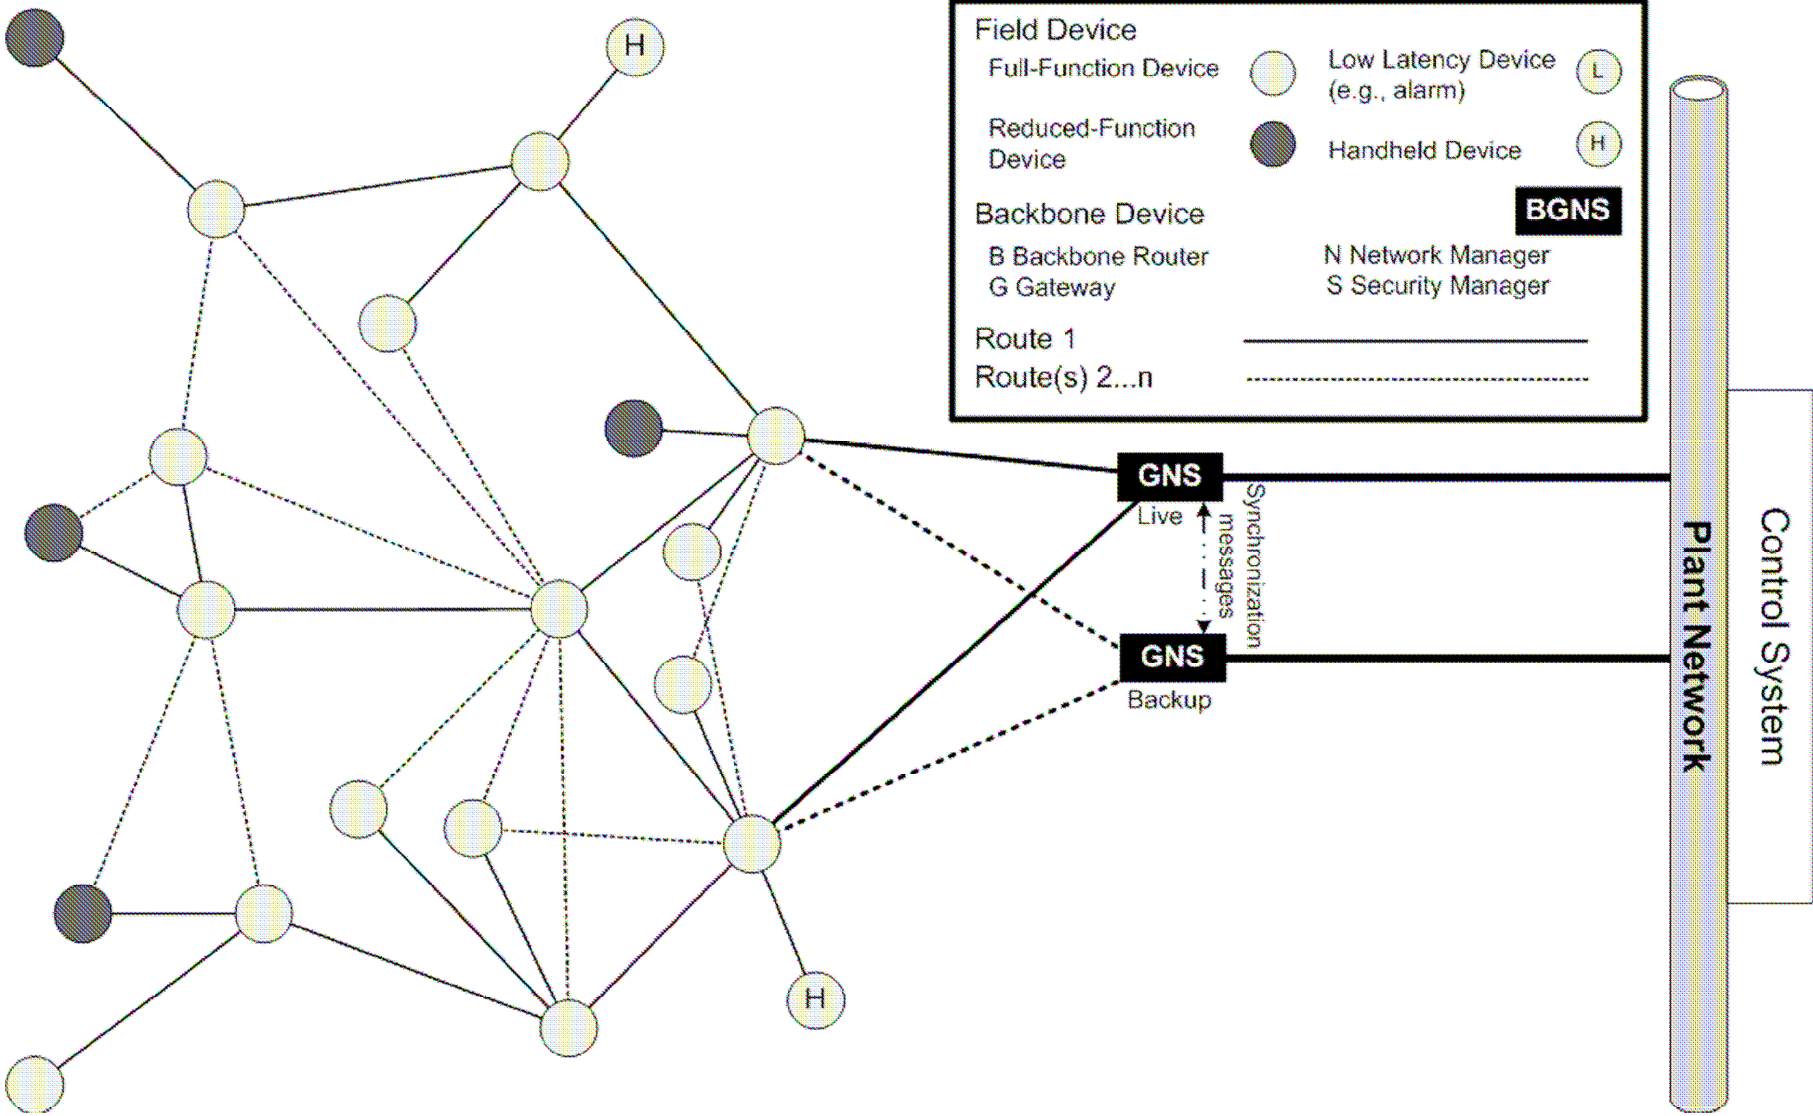 H
Field Device
Full-Function Device
Low Latency Device
(e.g., alarm)
L
Reduced-Function
Device
Handheld Device
H
Backbone Device
BGNS
B Backbone Router
N Network Manager
G Gateway
S Security Manager
Route 1
Route(s) 2...n
GNS
Live
Synchronization
messages
GNS
Backup
Plant Network
Control System
H